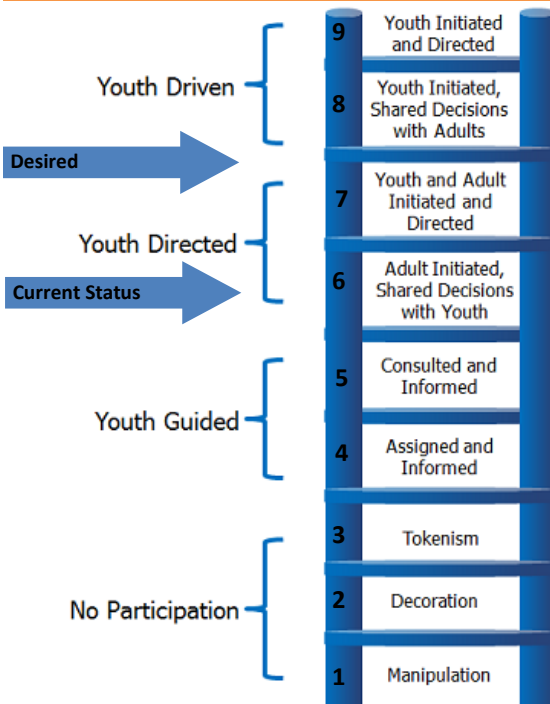 9
Youth Initiated
and Directed
Youth Driven
8
Youth Initiated,
Shared Decisions
with Adults
Desired
7
Youth and Adult
Initiated and
Directed
Youth Directed
6
Adult Initiated,
Shared Decisions
with Youth
Current Status
5
Consulted and
Informed
Youth Guided
4
Assigned and
Informed
3
Tokenism
No Participation
2
Decoration
1
Manipulation